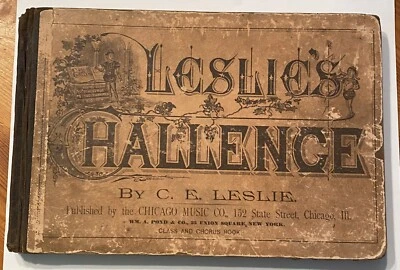 LESLIE'S
CHALLENGE
BY C. E. LESLIE.
Published by the CHICAGO MUSIC CO., 152 State Street, Chicago, Ill.
WM. A. POND & CO., 25 UNION SQUARE, NEW YORK.
CLASS AND CHORUS BOOK